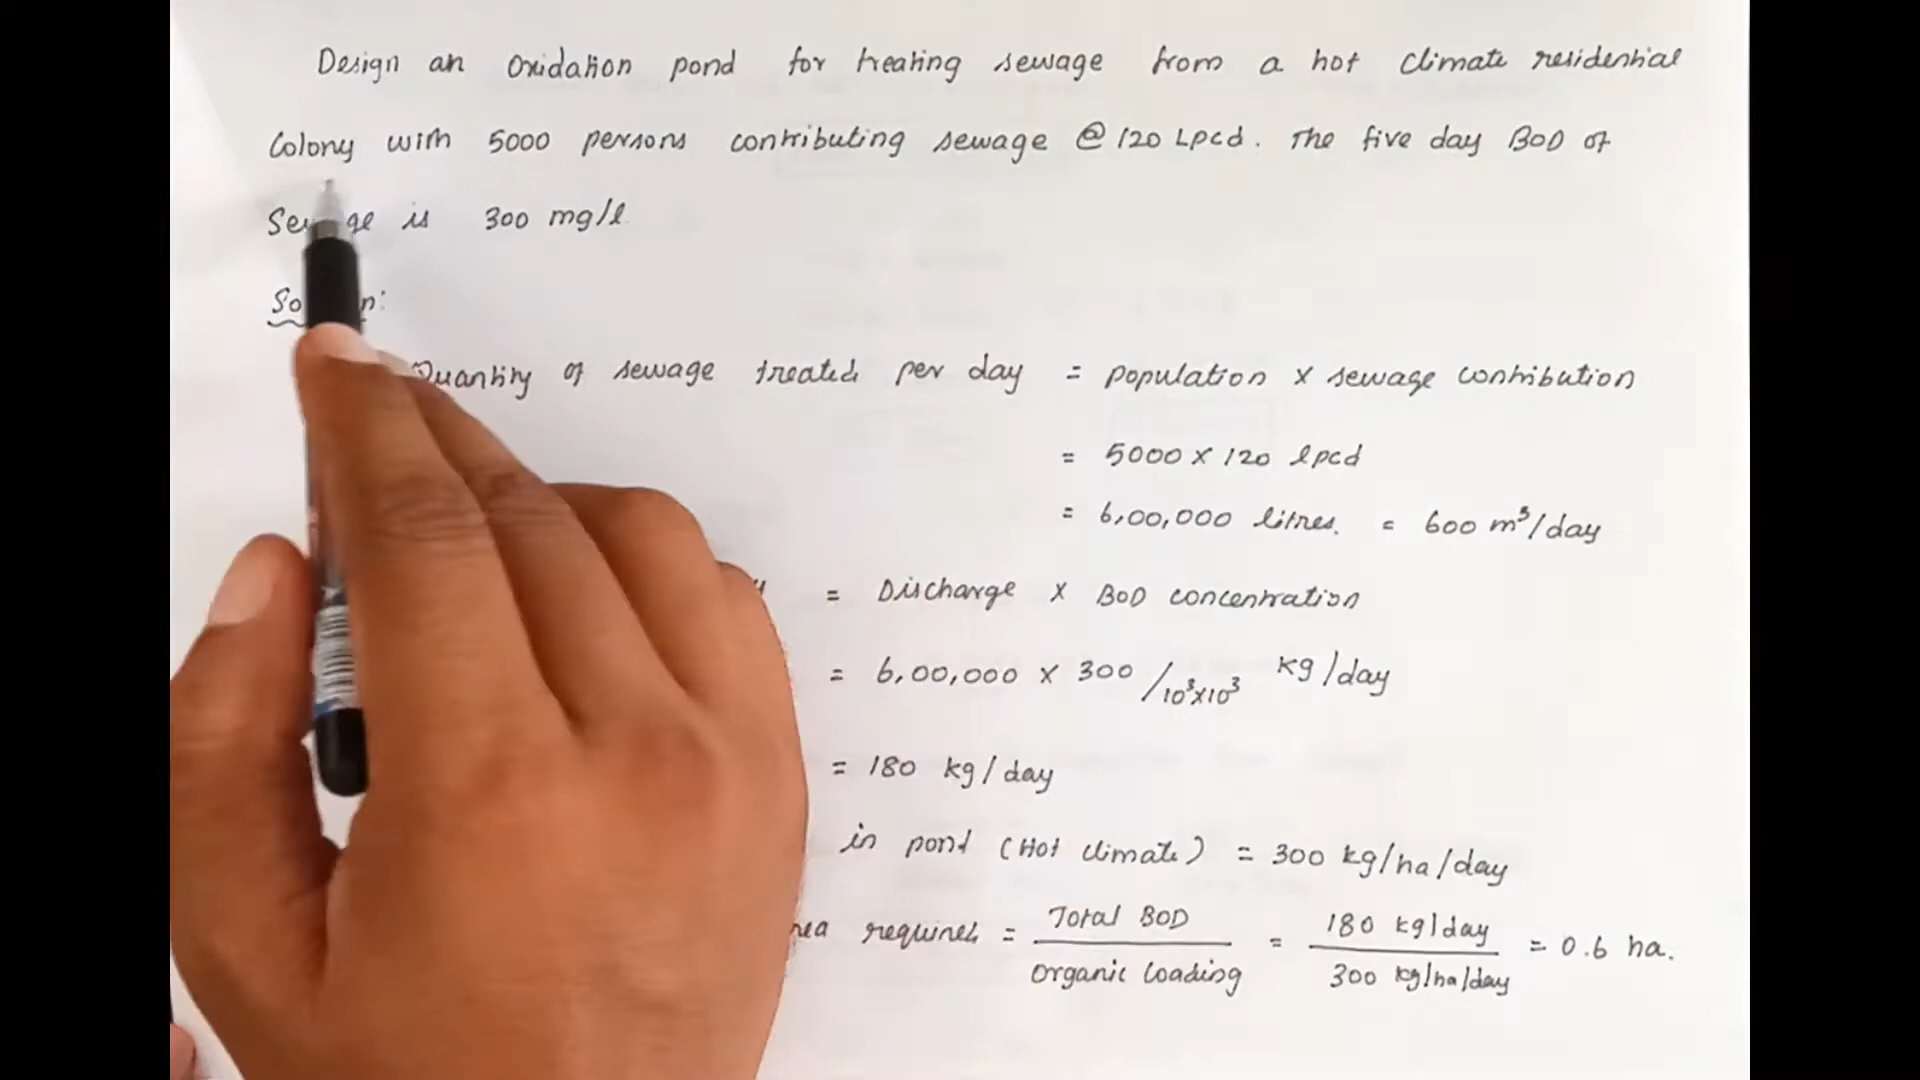 Design an Oxidation pond for treating sewage from a hot climate residential
Colony with 5000 persons contributing sewage @ 120 Lpcd. The five day BOD of
is 300 mg/l
Quantity of sewage treated per day = population x sewage contribution
= 5000 x 120 lpcd
= 6,00,000 litres. = 600 m³/day
= Discharge x BOD concentration
= 6,00,000 x 300 / 10³x10³ kg/day
= 180 kg/day
in pond (Hot climate) = 300 kg/ha/day
required = Total BOD / Organic loading = 180 kg/day / 300 kg/ha/day = 0.6 ha.